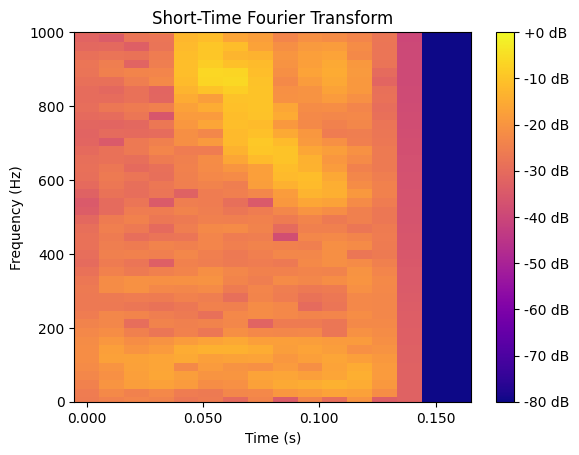 Short-Time Fourier Transform
1000
800
600
400
200
0
Frequency (Hz)
0.000
0.050
0.100
0.150
Time (s)
+0 dB
-10 dB
-20 dB
-30 dB
-40 dB
-50 dB
-60 dB
-70 dB
-80 dB